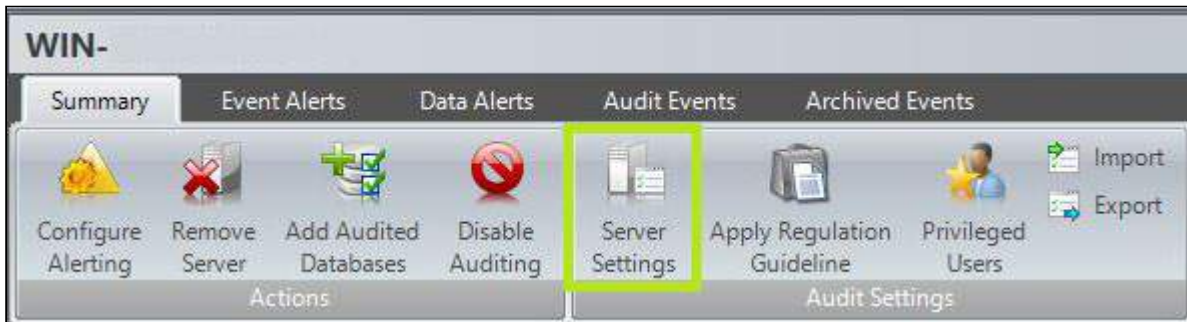 WIN-
Summary Event Alerts Data Alerts Audit Events Archived Events
Configure Alerting
Remove Server
Add Audited Databases
Disable Auditing
Server Settings
Apply Regulation Guideline
Privileged Users
Import
Export
Actions
Audit Settings